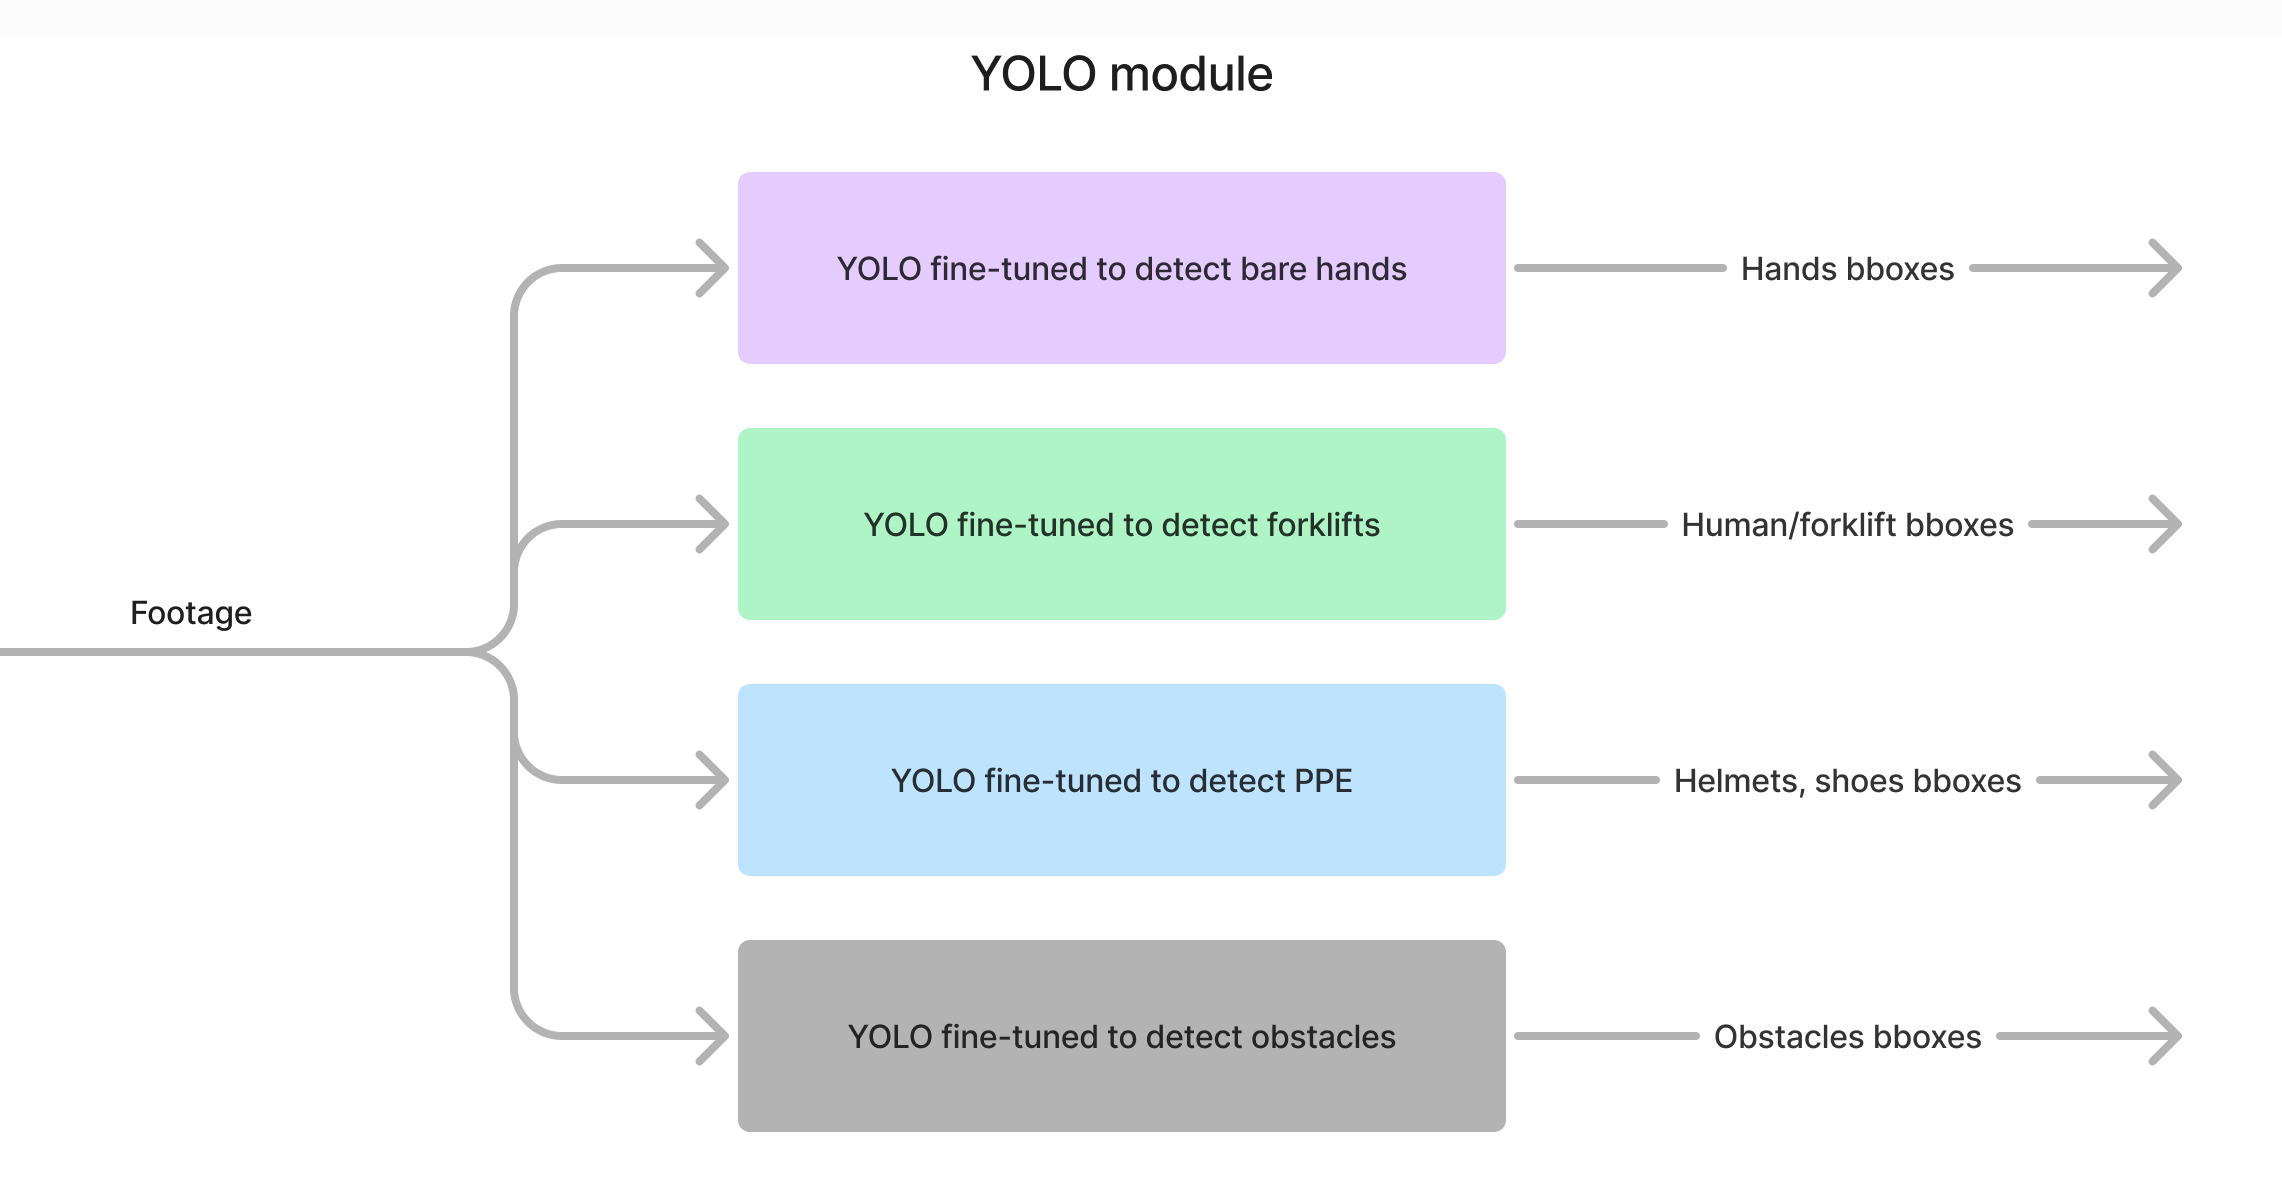 YOLO module
YOLO fine-tuned to detect bare hands
Hands bboxes
YOLO fine-tuned to detect forklifts
Human/forklift bboxes
Footage
YOLO fine-tuned to detect PPE
Helmets, shoes bboxes
YOLO fine-tuned to detect obstacles
Obstacles bboxes